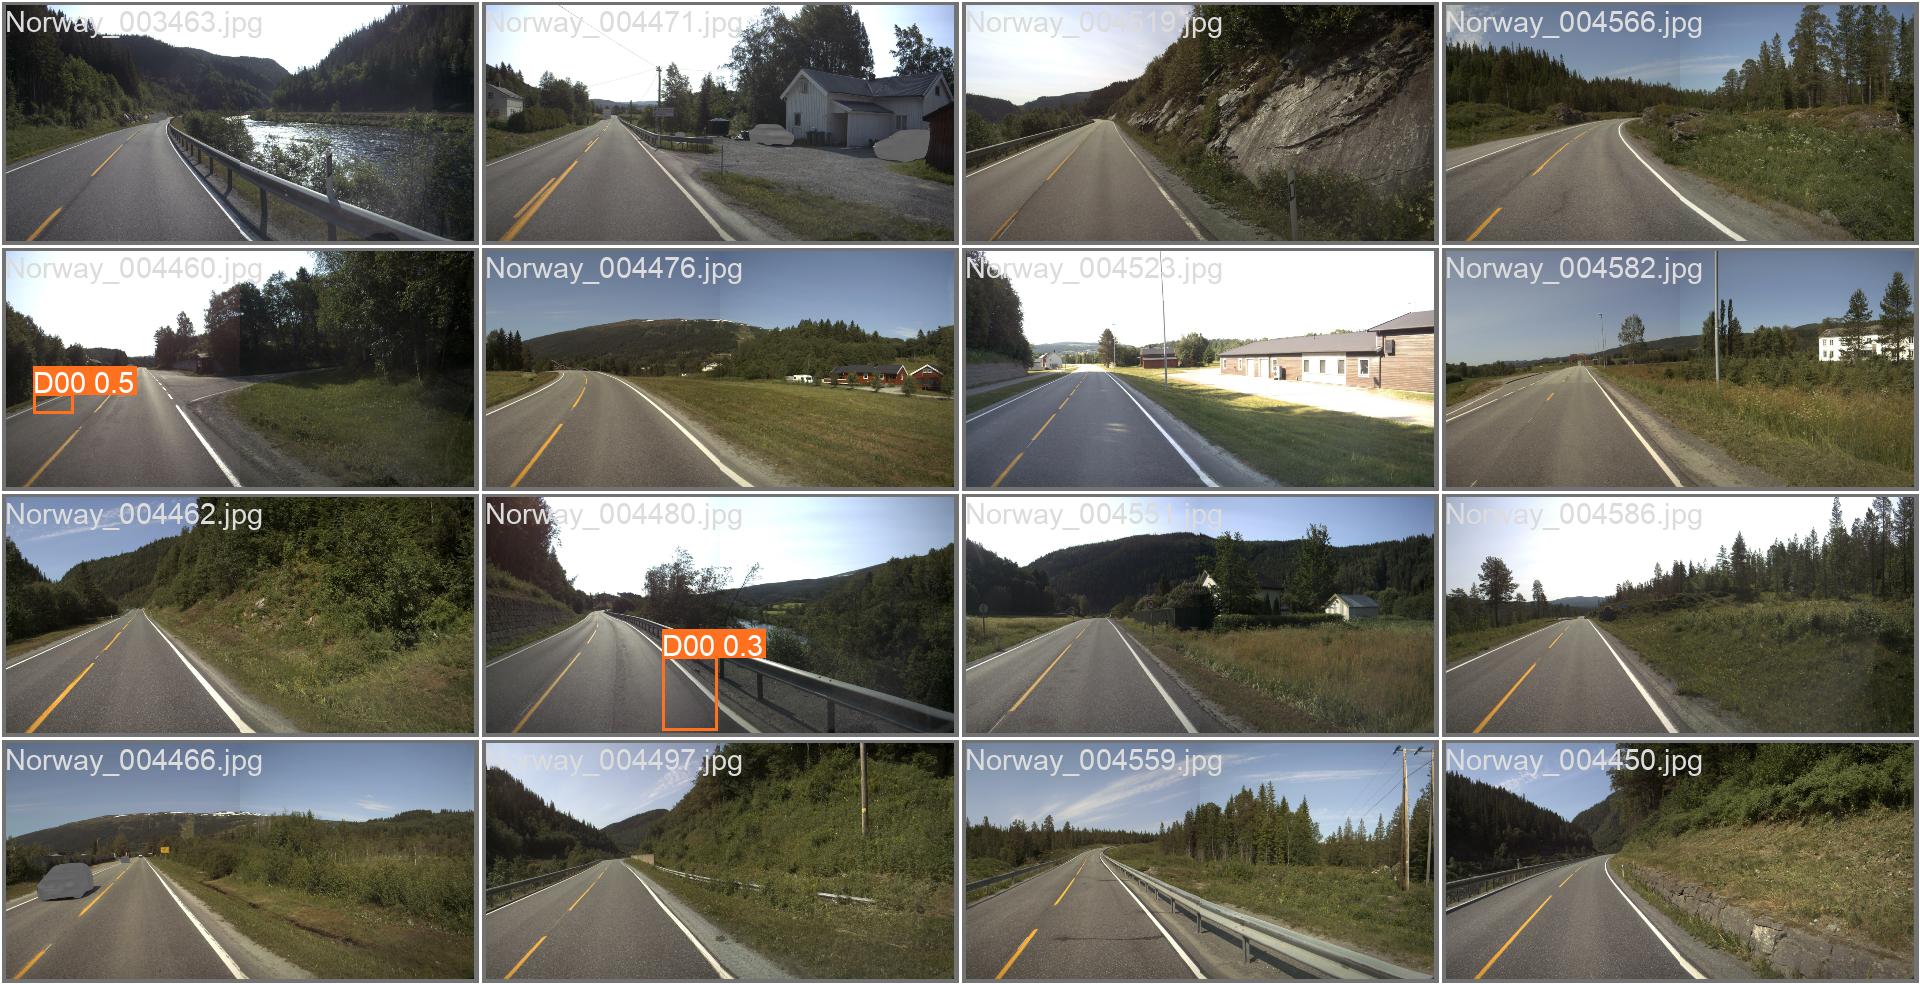 Norway_003463.jpg
Norway_004471.jpg
Norway_004519.jpg
Norway_004566.jpg
Norway_004460.jpg
D00 0.5
Norway_004476.jpg
Norway_004523.jpg
Norway_004582.jpg
Norway_004462.jpg
Norway_004480.jpg
D00 0.3
Norway_004551.jpg
Norway_004586.jpg
Norway_004466.jpg
Norway_004497.jpg
Norway_004559.jpg
Norway_004450.jpg